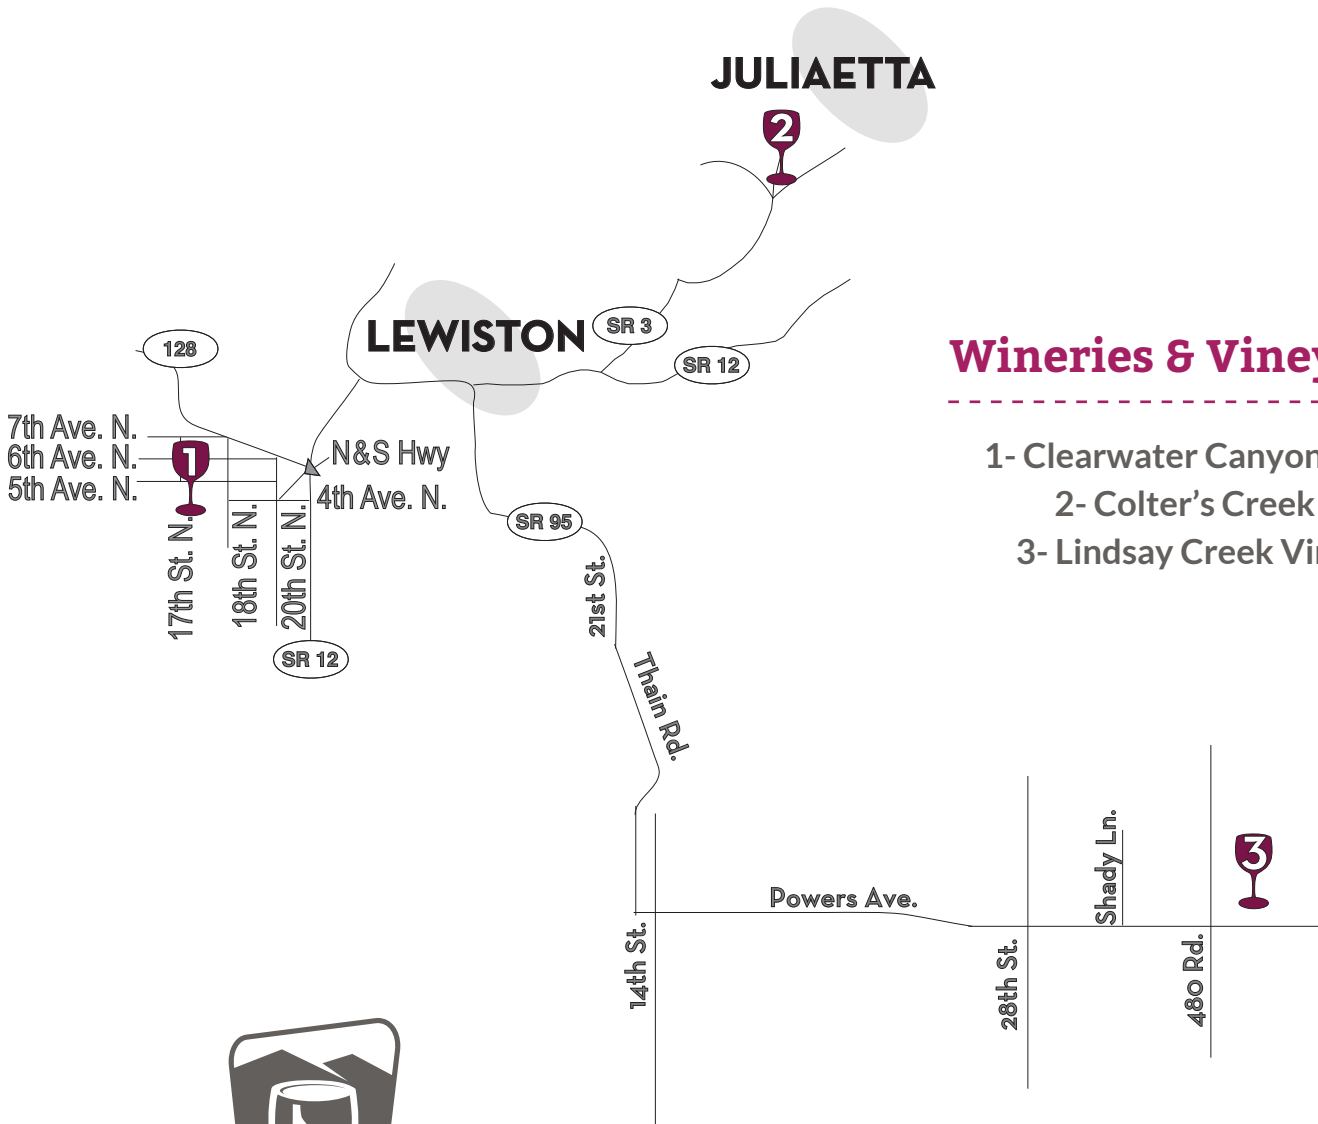 JULIAETTA
2
LEWISTON
SR 3
128
SR 12
Wineries &
7th Ave. N.
6th Ave. N.
5th Ave. N.
1
N&S Hwy
4th Ave. N.
1- Clearwater Canyon
2- Colter's Creek
3- Lindsay Creek
SR 95
17th St. N.
18th St. N.
20th St. N.
21st St.
SR 12
Thain Rd.
Shady Ln.
3
Powers Ave.
14th St.
28th St.
480 Rd.